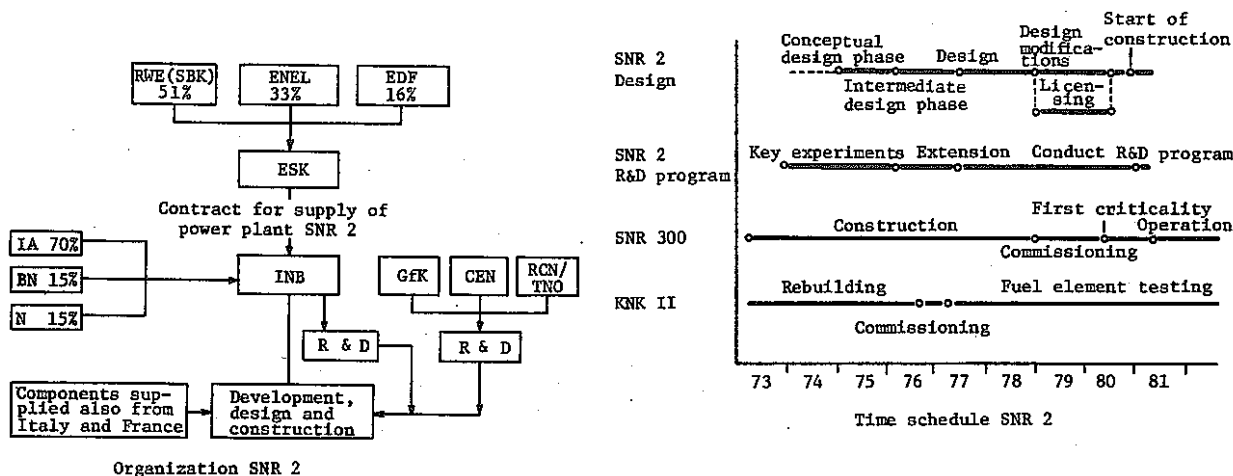 RWE(SBK)
51%
ENEL
33%
EDF
16%
ESK
Contract for supply of
power plant SNR 2
IA 70%
BN 15%
N 15%
INB
GfK
CEN
RCN/
TNO
R & D
R & D
Components sup-
plied also from
Italy and France
Development,
design and
construction
Organization SNR 2
SNR 2
Design
Conceptual
design phase
Intermediate
design phase
Design
Design
modifica-
tions
Licen-
sing
Start of
construction
SNR 2
R&D program
Key experiments
Extension
Conduct R&D program
SNR 300
Construction
First criticality
Commissioning
Operation
KNK II
Rebuilding
Commissioning
Fuel element testing
73 74 75 76 77 78 79 80 81
Time schedule SNR 2